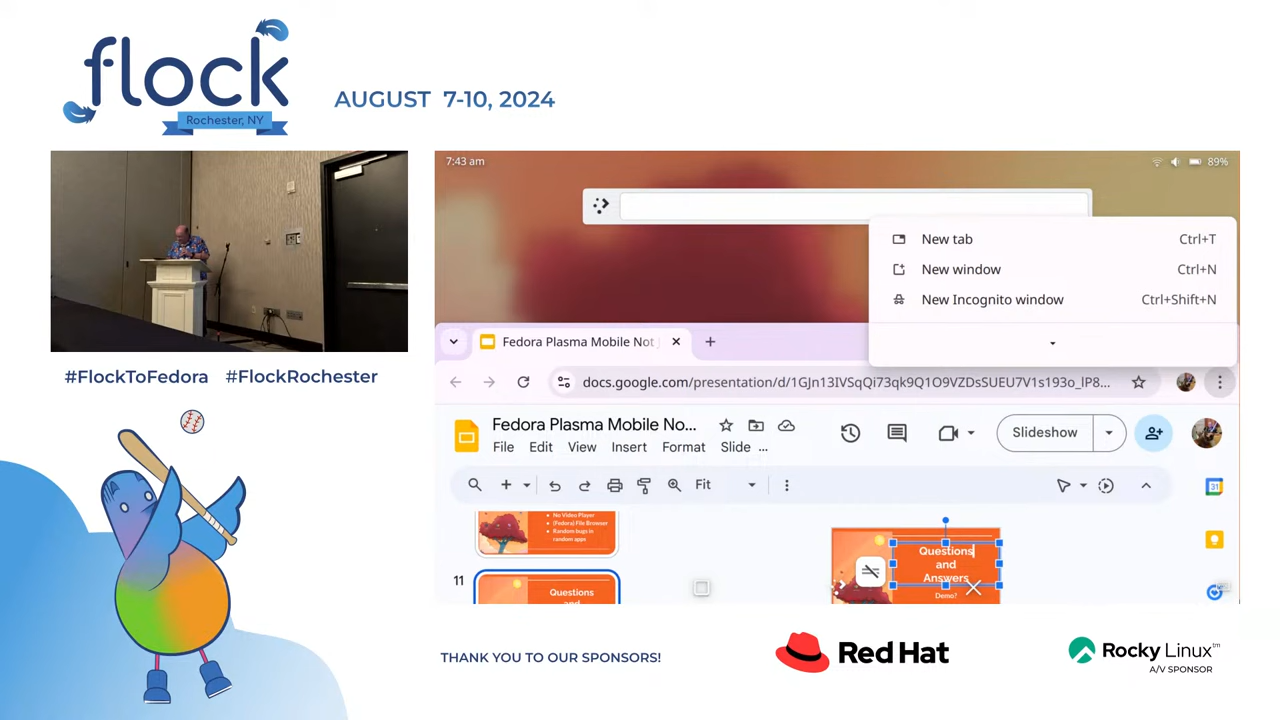 flock
Rochester, NY
AUGUST 7-10, 2024
#FlockToFedora #FlockRochester
7:43 am
89%
New tab Ctrl+T
New window Ctrl+N
New Incognito window Ctrl+Shift+N
Fedora Plasma Mobile Not
docs.google.com/presentation/d/1GJn13IVSqQi73qk9Q1O9VZDsSUEU7V1s193o_lP8...
Fedora Plasma Mobile No...
File Edit View Insert Format Slide ...
Slideshow
Fit
31
No Video Player
(Fedora) File Browser
Random bugs in
random apps
11
Questions
Questions
and
Answers
Demo?
THANK YOU TO OUR SPONSORS!
Red Hat
Rocky Linux™
A/V SPONSOR